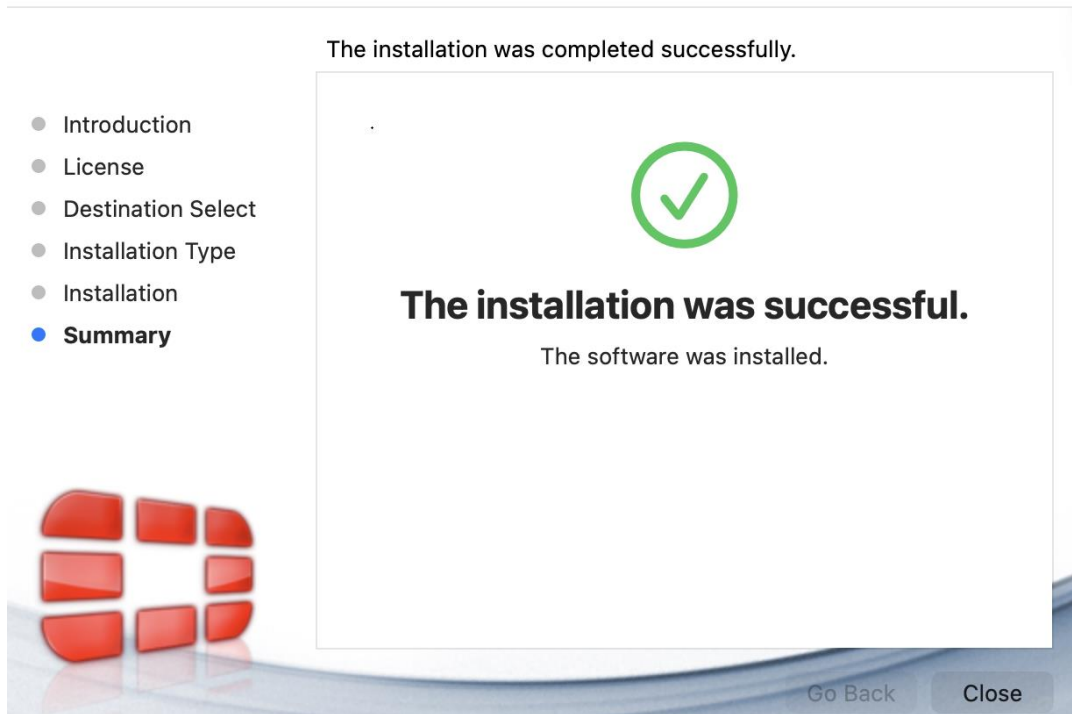 The installation was completed successfully.
Introduction
License
Destination Select
Installation Type
Installation
Summary
.
The installation was successful.
The software was installed.
Go Back
Close